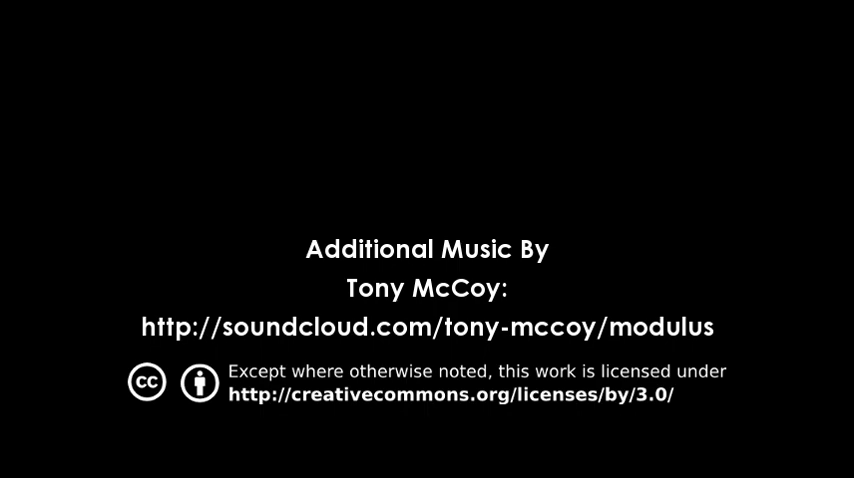 Additional Music By
Tony McCoy:
http://soundcloud.com/tony-mccoy/modulus
cc
Except where otherwise noted, this work is licensed under
http://creativecommons.org/licenses/by/3.0/